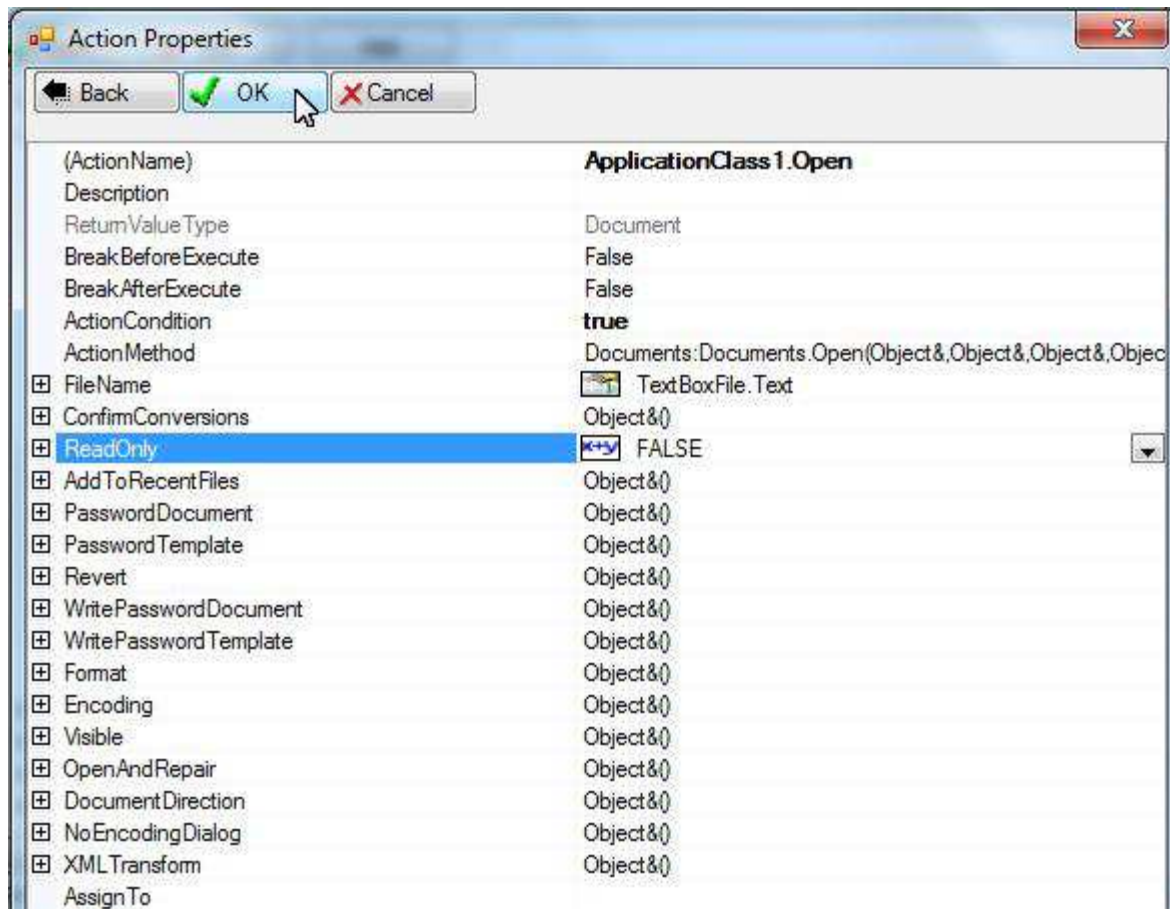 Action Properties
Back OK Cancel
(ActionName) ApplicationClass1.Open
Description
ReturnValueType Document
BreakBeforeExecute False
BreakAfterExecute False
ActionCondition true
ActionMethod Documents:Documents.Open(Object&,Object&,Object&,Objec
FileName TextBoxFile.Text
ConfirmConversions Object&()
ReadOnly x+y FALSE
AddToRecentFiles Object&()
PasswordDocument Object&()
PasswordTemplate Object&()
Revert Object&()
WritePasswordDocument Object&()
WritePasswordTemplate Object&()
Format Object&()
Encoding Object&()
Visible Object&()
OpenAndRepair Object&()
DocumentDirection Object&()
NoEncodingDialog Object&()
XMLTransform Object&()
AssignTo